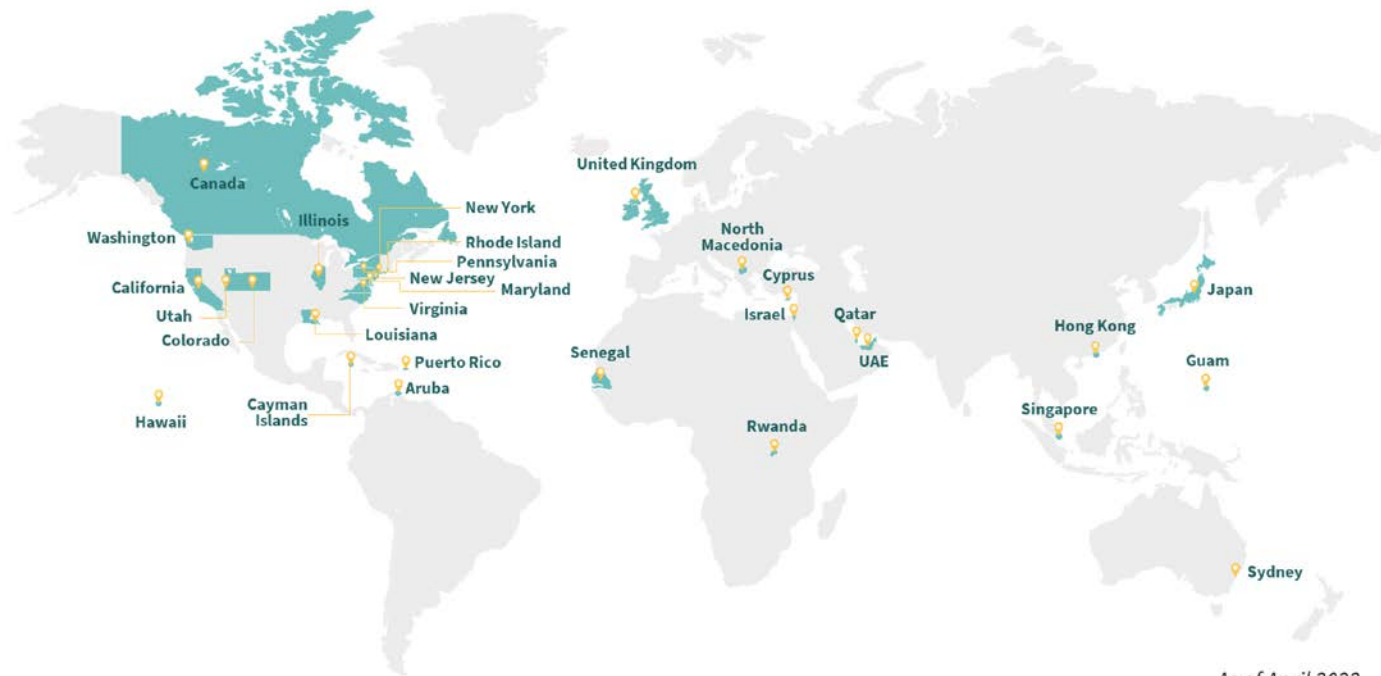 United Kingdom
Canada
New York
Illinois
North
Macedonia
Washington
Rhode Island
Pennsylvania
Cyprus
New Jersey
California
Maryland
Japan
Virginia
Israel
Qatar
Utah
Hong Kong
Louisiana
Colorado
Senegal
UAE
Puerto Rico
Guam
Aruba
Cayman
Islands
Hawaii
Singapore
Rwanda
Sydney